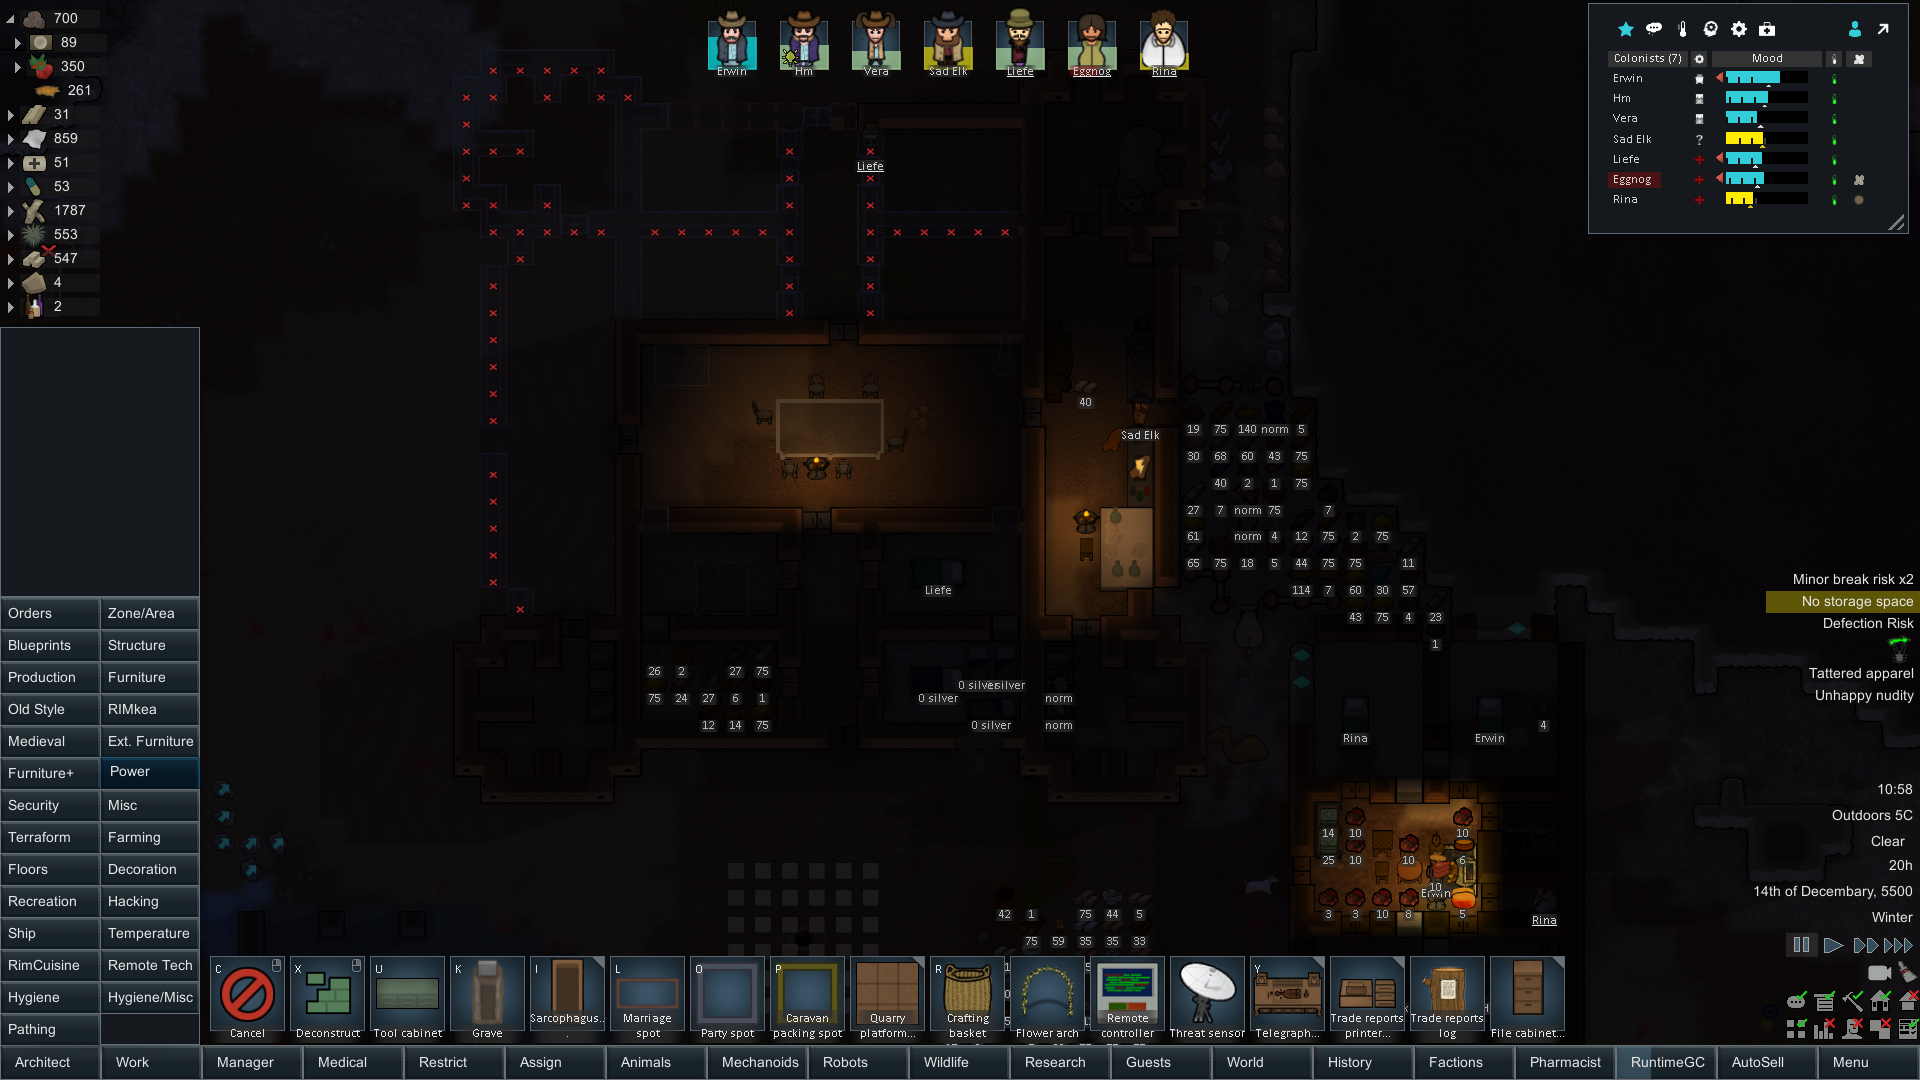 700
89
350
261
31
859
51
53
1787
553
547
4
2
Erwin
Hm
Vera
Sad Elk
Liefe
Eggnog
Rina
Colonists (7)
Mood
Erwin
Hm
Vera
Sad Elk
?
Liefe
Eggnog
Rina
Liefe
40
Sad Elk
19 75 140 norm 5
30 68 60 43 75
40 2 1 75
27 7 norm 75 7
61 norm 4 12 75 2 75
65 75 18 5 44 75 75 11
114 7 60 30 57
43 75 4 23
1
Liefe
26 2 27 75
75 24 27 6 1
12 14 75
0 silver
0 silver
0 silver
norm
norm
Rina
Erwin
4
14 10 10
25 10 10 6
10
Erwin
3 3 10 8 5
Rina
42 1 75 44 5
75 59 35 35 33
Minor break risk x2
No storage space
Defection Risk
Tattered apparel
Unhappy nudity
10:58
Outdoors 5C
Clear
20h
14th of Decembary, 5500
Winter
Orders
Zone/Area
Blueprints
Structure
Production
Furniture
Old Style
RIMkea
Medieval
Ext. Furniture
Furniture+
Power
Security
Misc
Terraform
Farming
Floors
Decoration
Recreation
Hacking
Ship
Temperature
RimCuisine
Remote Tech
Hygiene
Hygiene/Misc
Pathing
C
Cancel
X
Deconstruct
U
Tool cabinet
K
Grave
I
Sarcophagus...
L
Marriage spot
O
Party spot
P
Caravan packing spot
Quarry platform...
R
Crafting basket
Flower arch
Remote controller
Threat sensor
Y
Telegraph...
Trade reports printer...
Trade reports log
File cabinet...
Architect
Work
Manager
Medical
Restrict
Assign
Animals
Mechanoids
Robots
Wildlife
Research
Guests
World
History
Factions
Pharmacist
RuntimeGC
AutoSell
Menu